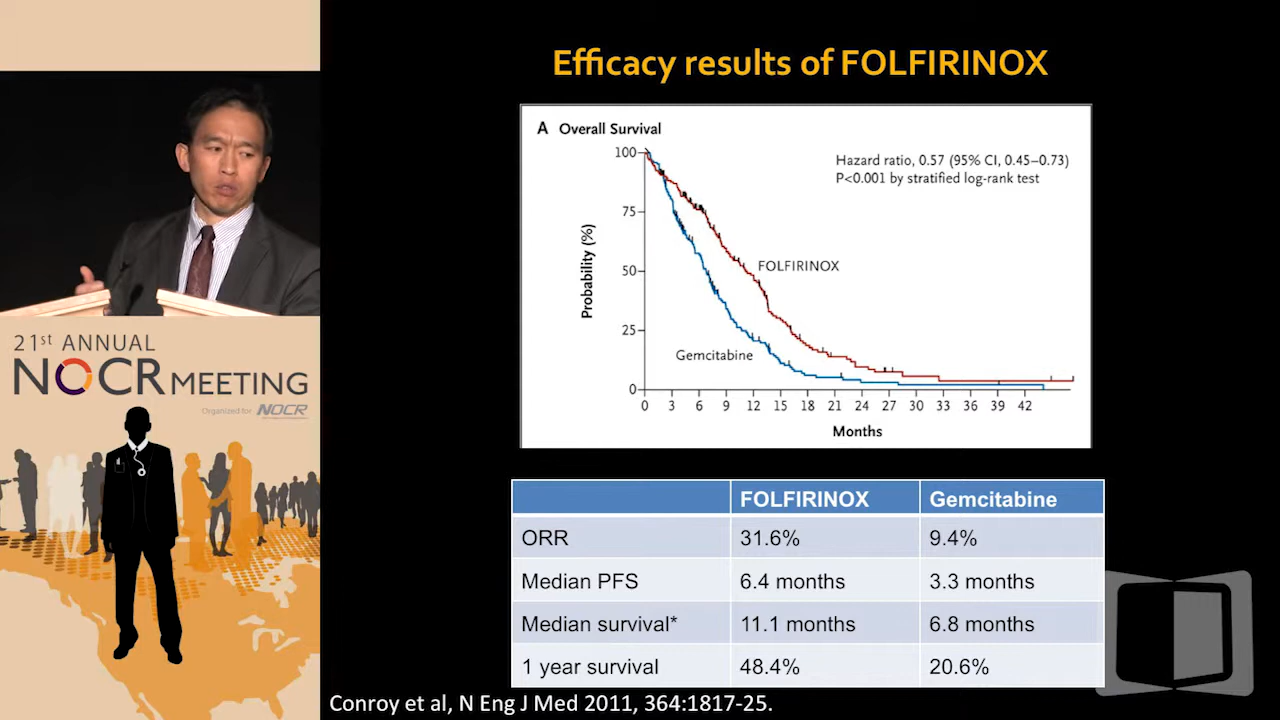 Efficacy results of FOLFIRINOX
A Overall Survival
Hazard ratio, 0.57 (95% CI, 0.45–0.73)
P<0.001 by stratified log-rank test
100
75
50
25
0
Probability (%)
FOLFIRINOX
Gemcitabine
0 3 6 9 12 15 18 21 24 27 30 33 36 39 42
Months
FOLFIRINOX Gemcitabine
ORR 31.6% 9.4%
Median PFS 6.4 months 3.3 months
Median survival* 11.1 months 6.8 months
1 year survival 48.4% 20.6%
Conroy et al, N Eng J Med 2011, 364:1817-25.
21st ANNUAL
NOCR MEETING
Organized for NOCR